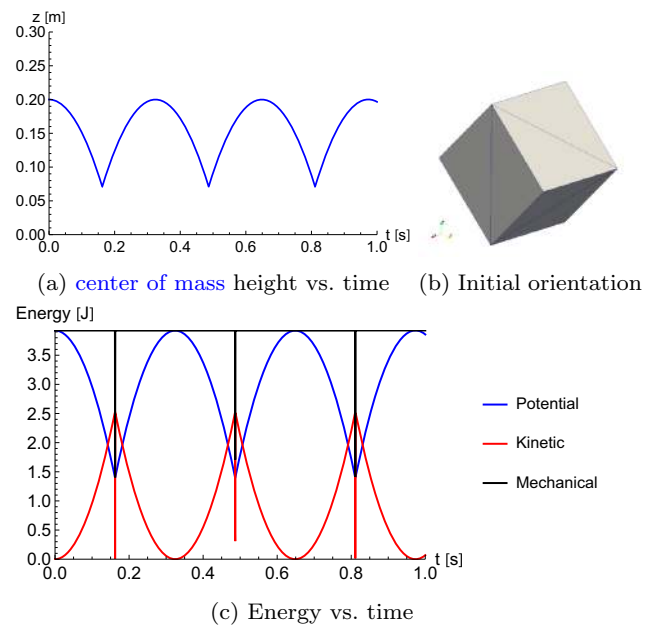 z [m]
0.30
0.25
0.20
0.15
0.10
0.05
0.00
0.0 0.2 0.4 0.6 0.8 1.0
t [s]
(a) center of mass height vs. time
(b) Initial orientation
Energy [J]
3.5
3.0
2.5
2.0
1.5
1.0
0.5
0.0
0.0 0.2 0.4 0.6 0.8 1.0
t [s]
Potential
Kinetic
Mechanical
(c) Energy vs. time